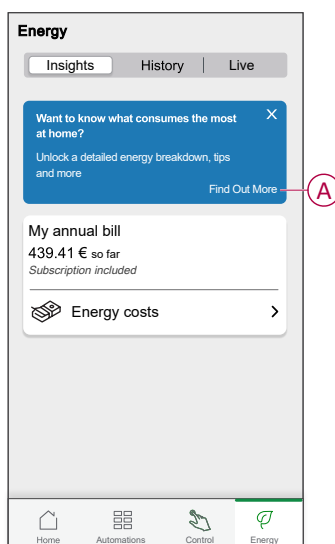 Energy
Insights History Live
Want to know what consumes the most X
at home?
Unlock a detailed energy breakdown, tips
and more
Find Out More
A
My annual bill
439.41 € so far
Subscription included
Energy costs
Home Automations Control Energy